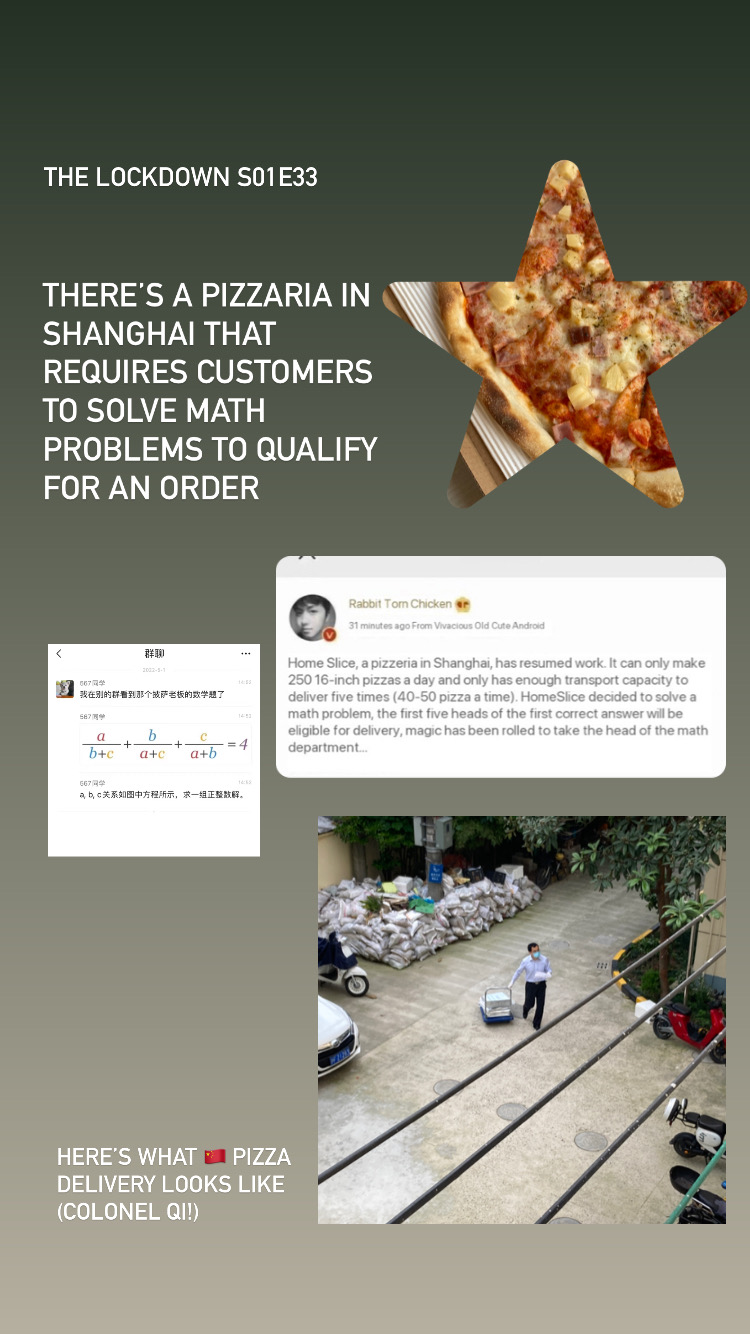 THE LOCKDOWN S01E33
THERE'S A PIZZARIA IN
SHANGHAI THAT
REQUIRES CUSTOMERS
TO SOLVE MATH
PROBLEMS TO QUALIFY
FOR AN ORDER
Rabbit Torn Chicken
31 minutes ago From Vivacious Old Cute Android
Home Slice, a pizzeria in Shanghai, has resumed work. It can only make
250 16-inch pizzas a day and only has enough transport capacity to
deliver five times (40-50 pizza a time). HomeSlice decided to solve a
math problem, the first five heads of the first correct answer will be
eligible for delivery, magic has been rolled to take the head of the math
department...
群聊
567同学
我在别的群看到那个披萨老板的数学题了
567同学
a/b+c + b/a+c + c/a+b = 4
567同学
a, b, c关系如图中方程所示，求一组正整数解。
HERE'S WHAT 🇨🇳 PIZZA
DELIVERY LOOKS LIKE
(COLONEL QI!)